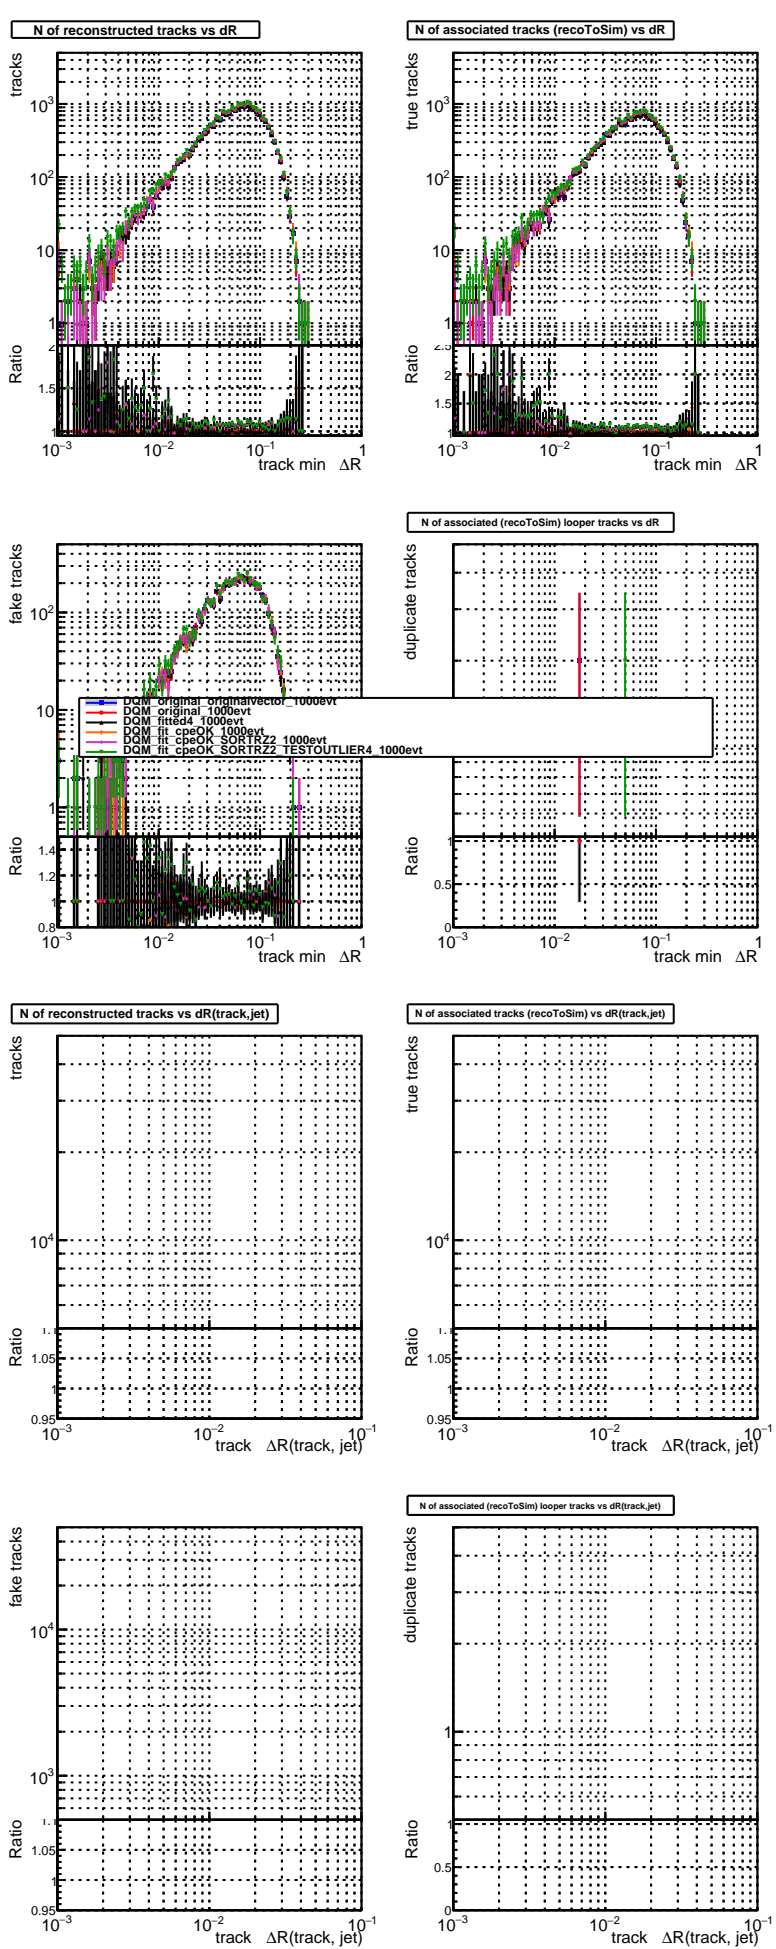 N of reconstructed tracks vs dR
tracks
10³
10²
10
1
Ratio
2
1.5
1
10⁻³ 10⁻² 10⁻¹ 1
track min ΔR
N of associated tracks (recoToSim) vs dR
true tracks
10³
10²
10
1
Ratio
2.5
2
1.5
1
10⁻³ 10⁻² 10⁻¹ 1
track min ΔR
fake tracks
10²
10
1
Ratio
1.4
1.2
1
0.8
10⁻³ 10⁻² 10⁻¹ 1
track min ΔR
N of associated (recoToSim) looper tracks vs dR
duplicate tracks
Ratio
1
0.5
0
10⁻³ 10⁻² 10⁻¹ 1
track min ΔR
DQM_original_originalvector_1000evt
DQM_original_1000evt
DQM_fitted4_1000evt
DQM_fit_cpeOK_1000evt
DQM_fit_cpeOK_SORTRZ2_1000evt
DQM_fit_cpeOK_SORTRZ2_TESTOUTLIER4_1000evt
N of reconstructed tracks vs dR(track,jet)
tracks
10⁴
Ratio
1.1
1.05
1
0.95
10⁻³ 10⁻² 10⁻¹
track ΔR(track, jet)
N of associated tracks (recoToSim) vs dR(track,jet)
true tracks
10⁴
Ratio
1.1
1.05
1
0.95
10⁻³ 10⁻² 10⁻¹
track ΔR(track, jet)
fake tracks
10⁴
10³
Ratio
1.1
1.05
1
0.95
10⁻³ 10⁻² 10⁻¹
track ΔR(track, jet)
N of associated (recoToSim) looper tracks vs dR(track,jet)
duplicate tracks
1
Ratio
1
0.5
0
10⁻³ 10⁻² 10⁻¹
track ΔR(track, jet)